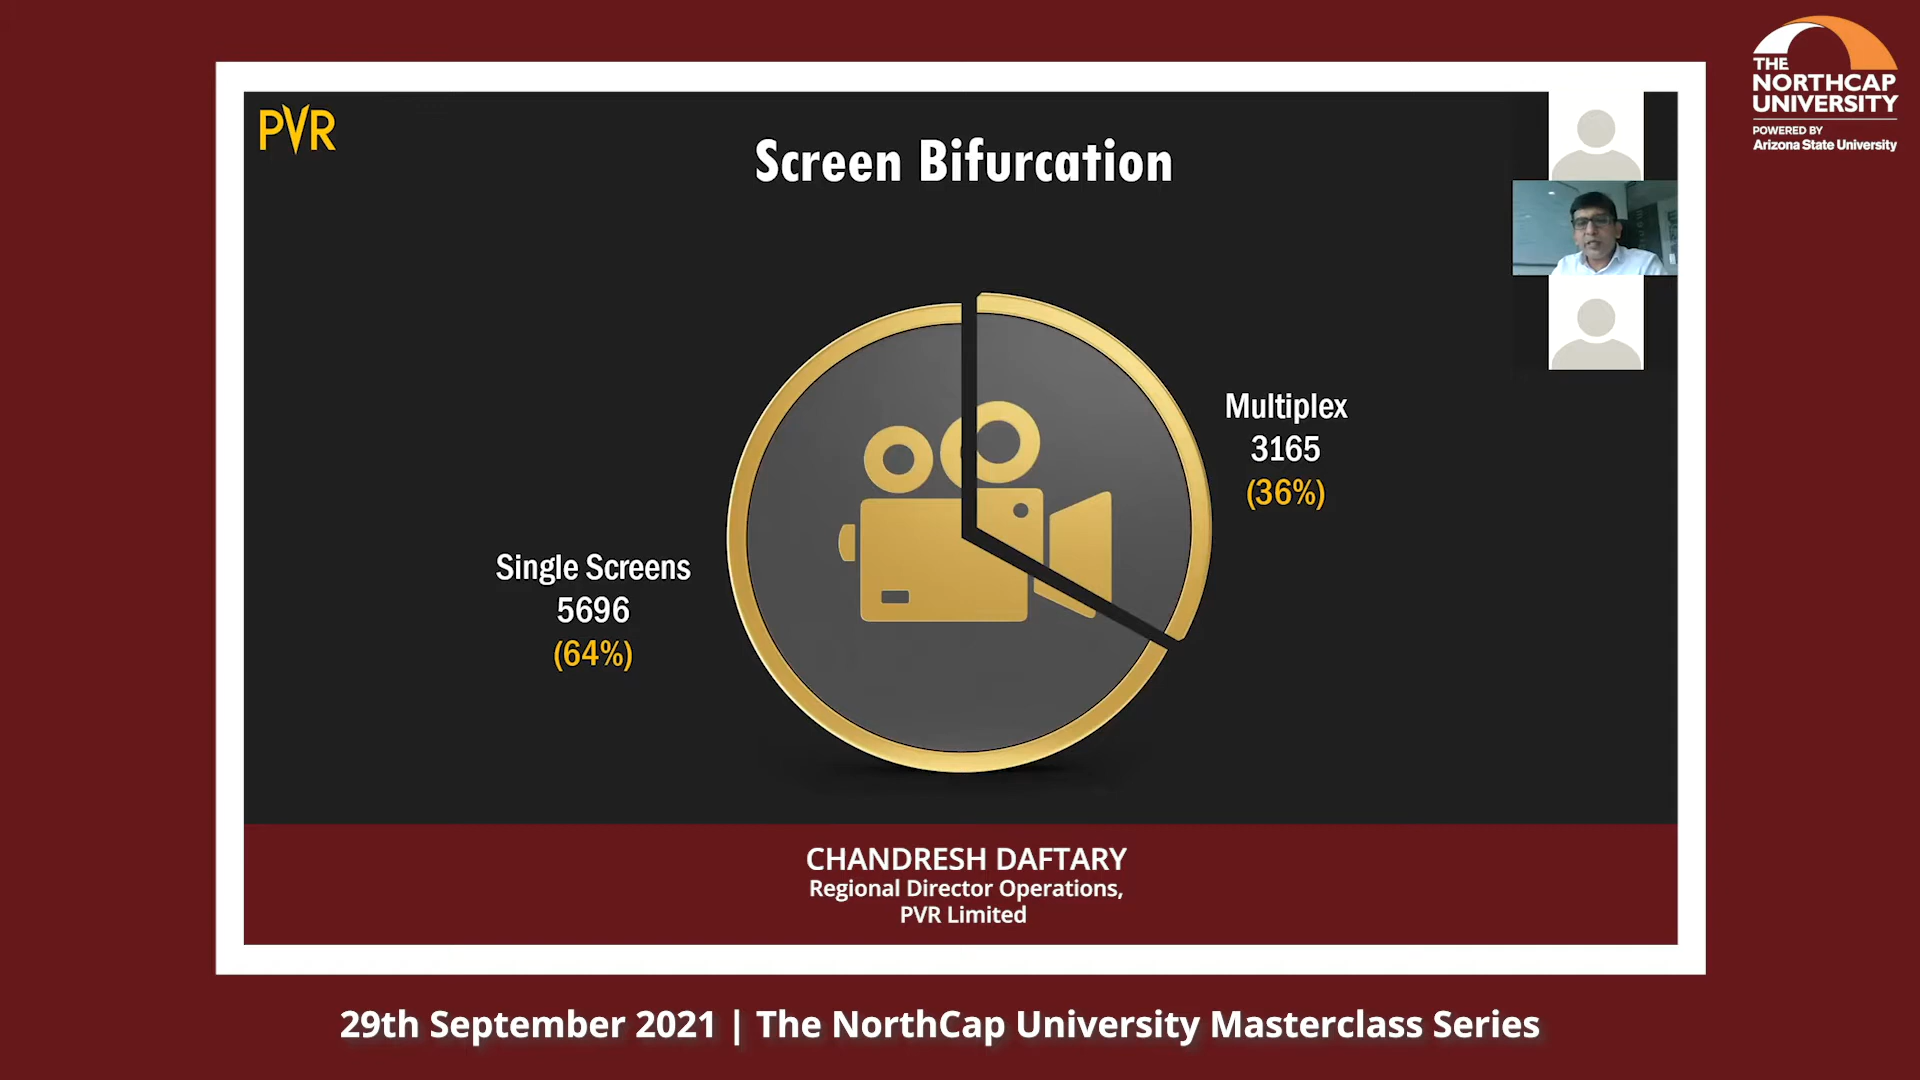 THE
NORTHCAP
UNIVERSITY
POWERED BY
Arizona State University
PVR
Screen Bifurcation
Multiplex
3165
(36%)
Single Screens
5696
(64%)
CHANDRESH DAFTARY
Regional Director Operations,
PVR Limited
29th September 2021 | The NorthCap University Masterclass Series